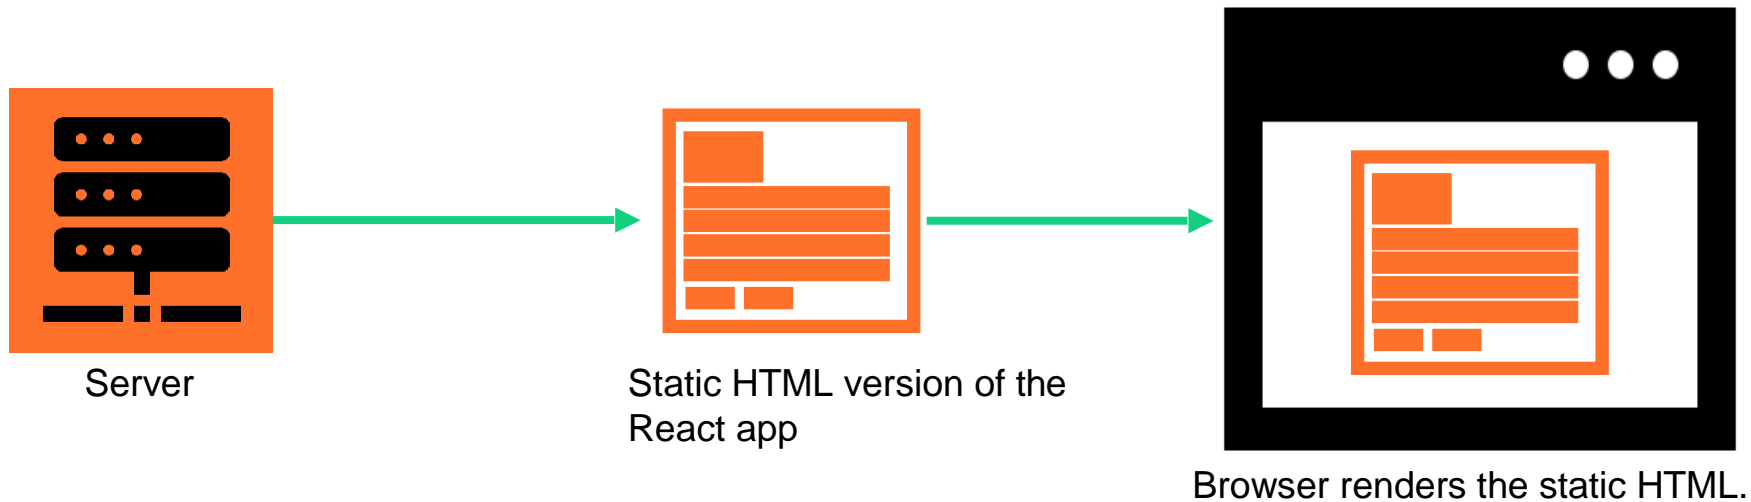 Server
Static HTML version of the
React app
Browser renders the static HTML.